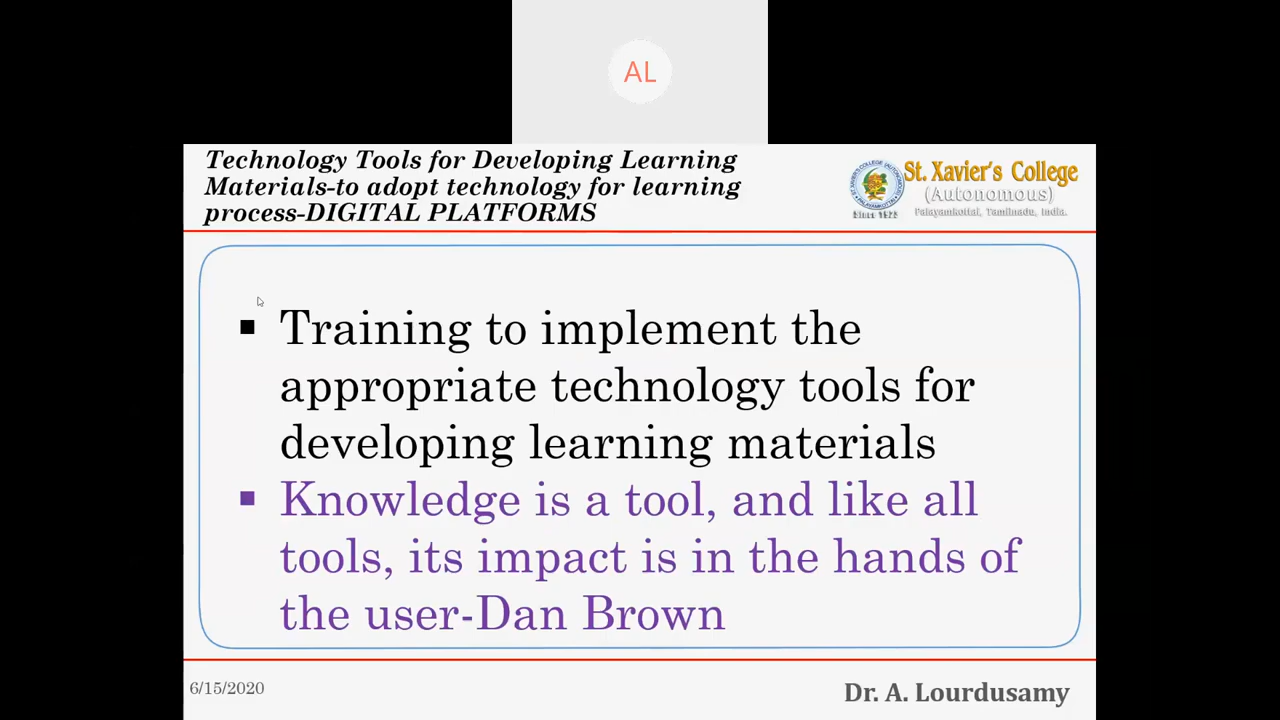 AL
Technology Tools for Developing Learning
Materials-to adopt technology for learning
process-DIGITAL PLATFORMS
St. Xavier's College
(Autonomous)
Palayamkottai, Tamilnadu, India.
Since 1923
▪ Training to implement the
appropriate technology tools for
developing learning materials
▪ Knowledge is a tool, and like all
tools, its impact is in the hands of
the user-Dan Brown
6/15/2020
Dr. A. Lourdusamy